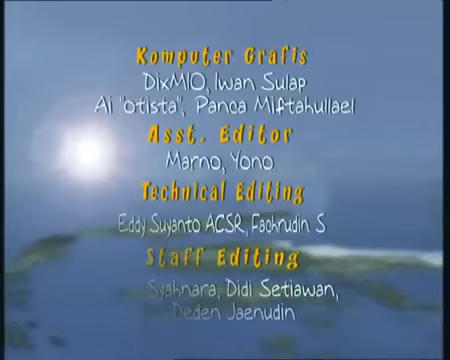 Komputer Grafis
DixMIO, Iwan Sulap
Ai "otista", Panca Miftahullael
Asst. Editor
Marno, Yono
Technical Editing
Eddy Suyanto ACSR, Fachrudin S
Staff Editing
Syahnara, Didi Setiawan,
Deden Jaenudin